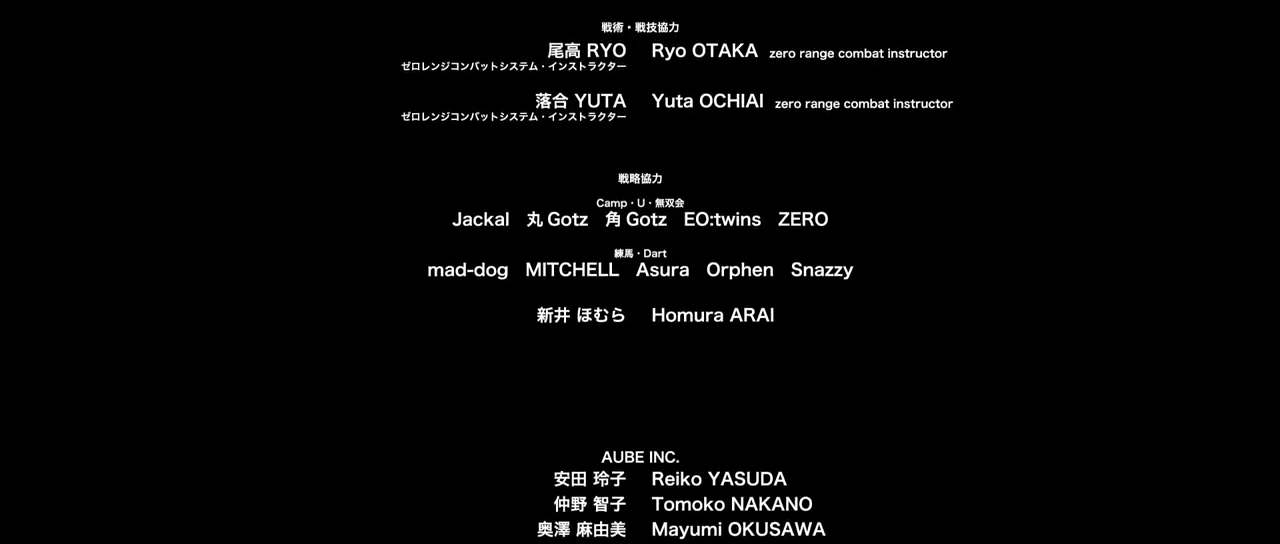 戦術・戦技協力
尾高 RYO Ryo OTAKA zero range combat instructor
ゼロレンジコンバットシステム・インストラクター
落合 YUTA Yuta OCHIAI zero range combat instructor
ゼロレンジコンバットシステム・インストラクター
戦略協力
Camp・U・無双会
Jackal 丸 Gotz 角 Gotz EO:twins ZERO
練馬・Dart
mad-dog MITCHELL Asura Orphen Snazzy
新井 ほむら Homura ARAI
AUBE INC.
安田 玲子 Reiko YASUDA
仲野 智子 Tomoko NAKANO
奥澤 麻由美 Mayumi OKUSAWA